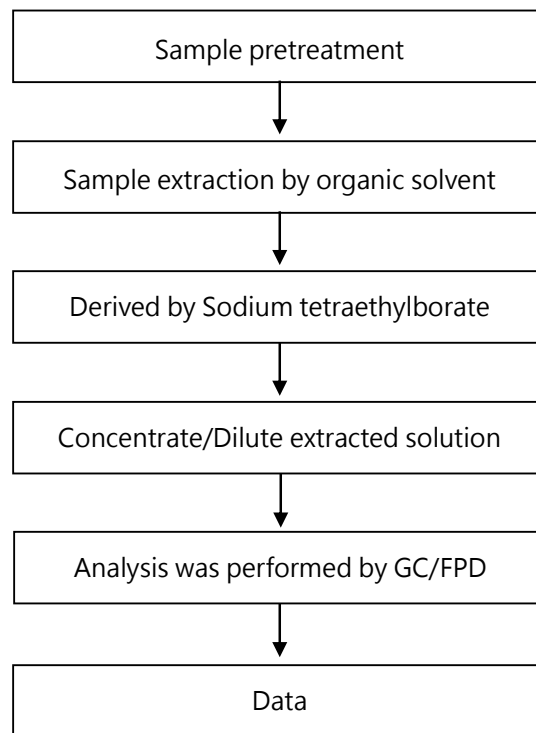 Sample pretreatment
Sample extraction by organic solvent
Derived by Sodium tetraethylborate
Concentrate/Dilute extracted solution
Analysis was performed by GC/FPD
Data